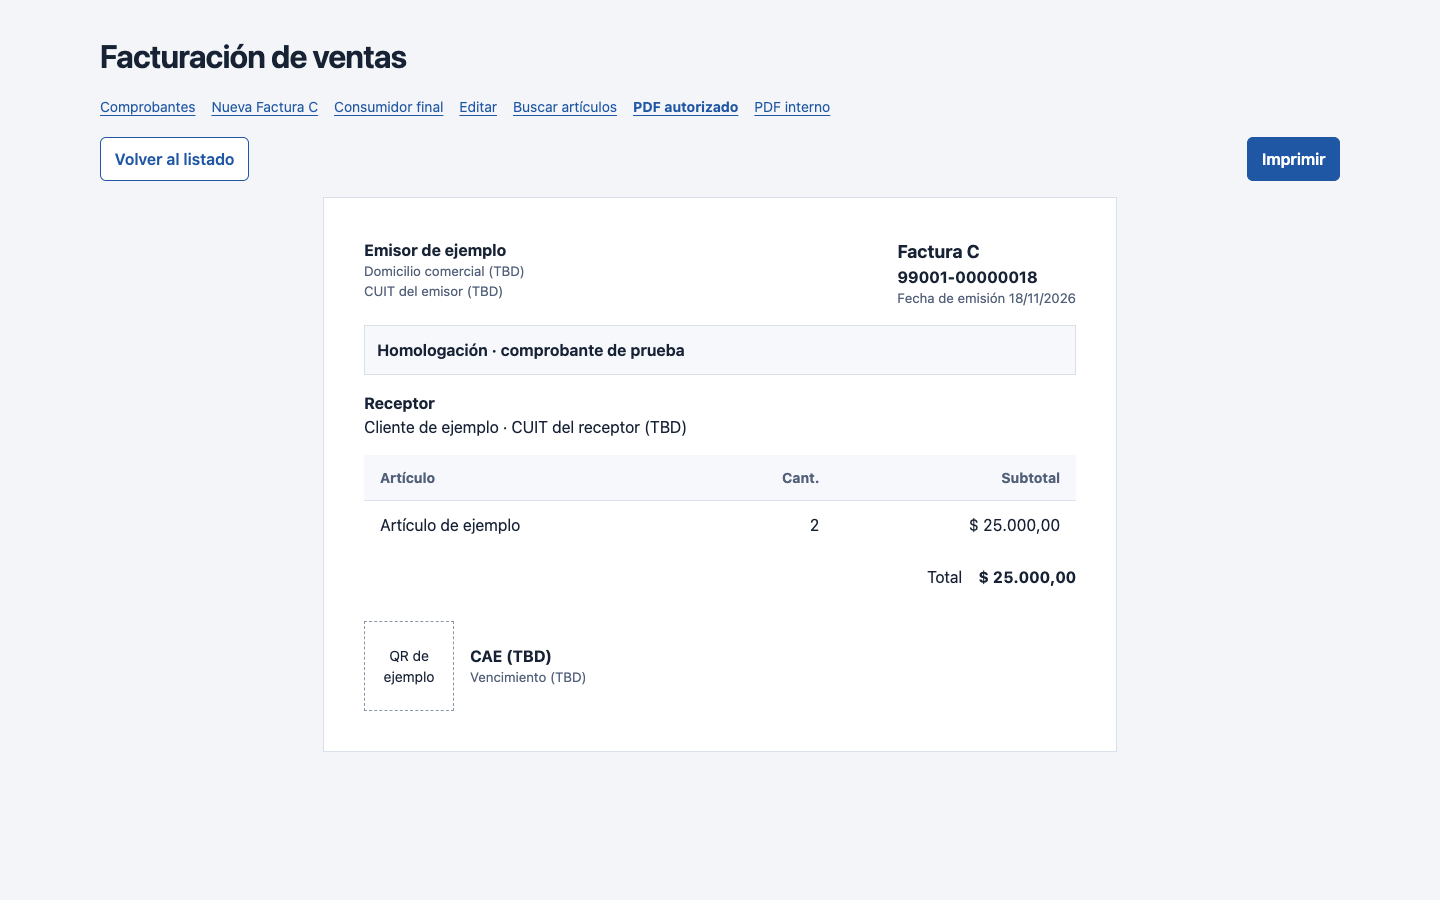 Facturación de ventas
Comprobantes Nueva Factura C Consumidor final Editar Buscar artículos PDF autorizado PDF interno
Volver al listado
Imprimir
Emisor de ejemplo
Domicilio comercial (TBD)
CUIT del emisor (TBD)
Factura C
99001-00000018
Fecha de emisión 18/11/2026
Homologación · comprobante de prueba
Receptor
Cliente de ejemplo · CUIT del receptor (TBD)
Artículo Cant. Subtotal
Artículo de ejemplo 2 $ 25.000,00
Total $ 25.000,00
QR de
ejemplo
CAE (TBD)
Vencimiento (TBD)